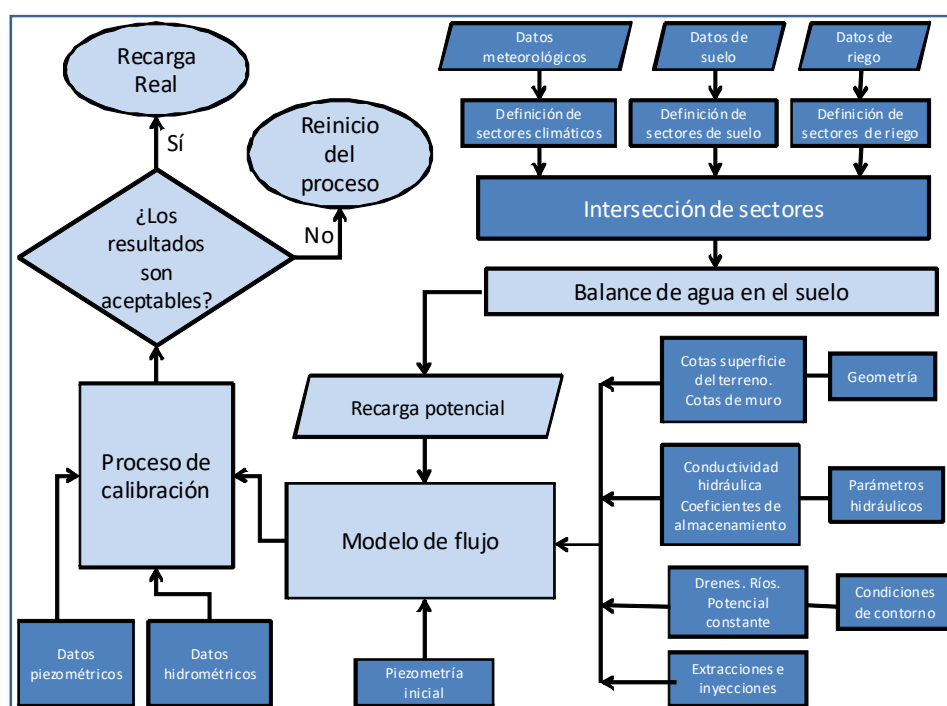 Recarga
Real
Sí
Reinicio
del
proceso
No
¿Los
resultados
son
aceptables?
Datos
meteorológicos
Datos de
suelo
Datos de
riego
Definición de
sectores climáticos
Definición de
sectores de suelo
Definición de
sectores de riego
Intersección de sectores
Balance de agua en el suelo
Recarga potencial
Cotas superficie
del terreno.
Cotas de muro
Geometría
Conductividad
hidráulica
Coeficientes de
almacenamiento
Parámetros
hidráulicos
Proceso de
calibración
Modelo de flujo
Drenes. Ríos.
Potencial
constante
Condiciones
de contorno
Datos
piezométricos
Datos
hidrométricos
Piezometría
inicial
Extracciones e
inyecciones